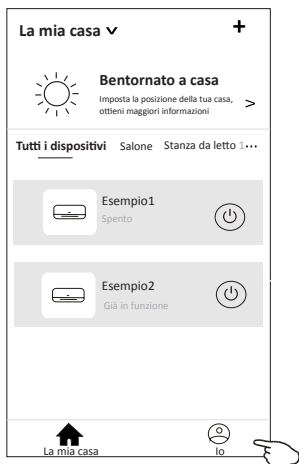 La mia casa
Bentornato a casa
Imposta la posizione della tua casa,
ottieni maggiori informazioni
Tutti i dispositivi Salone Stanza da letto 1...
Esempio1
Spento
Esempio2
Già in funzione
La mia casa
Io